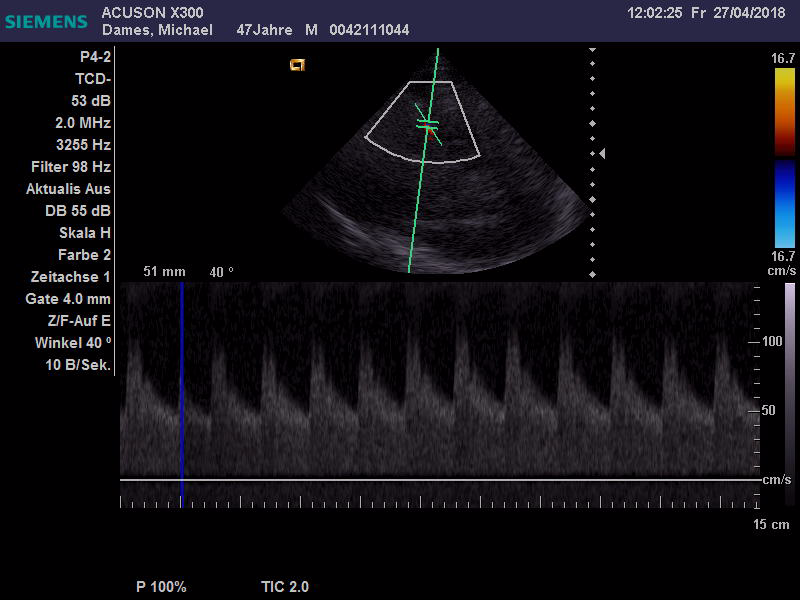 SIEMENS
ACUSON X300
12:02:25 Fr 27/04/2018
Dames, Michael 47Jahre M 0042111044
P4-2
TCD-
53 dB
2.0 MHz
3255 Hz
Filter 98 Hz
Aktualis Aus
DB 55 dB
Skala H
Farbe 2
Zeitachse 1
Gate 4.0 mm
Z/F-Auf E
Winkel 40 º
10 B/Sek.
16.7
16.7
cm/s
51 mm 40 º
100
50
cm/s
15 cm
P 100% TIC 2.0